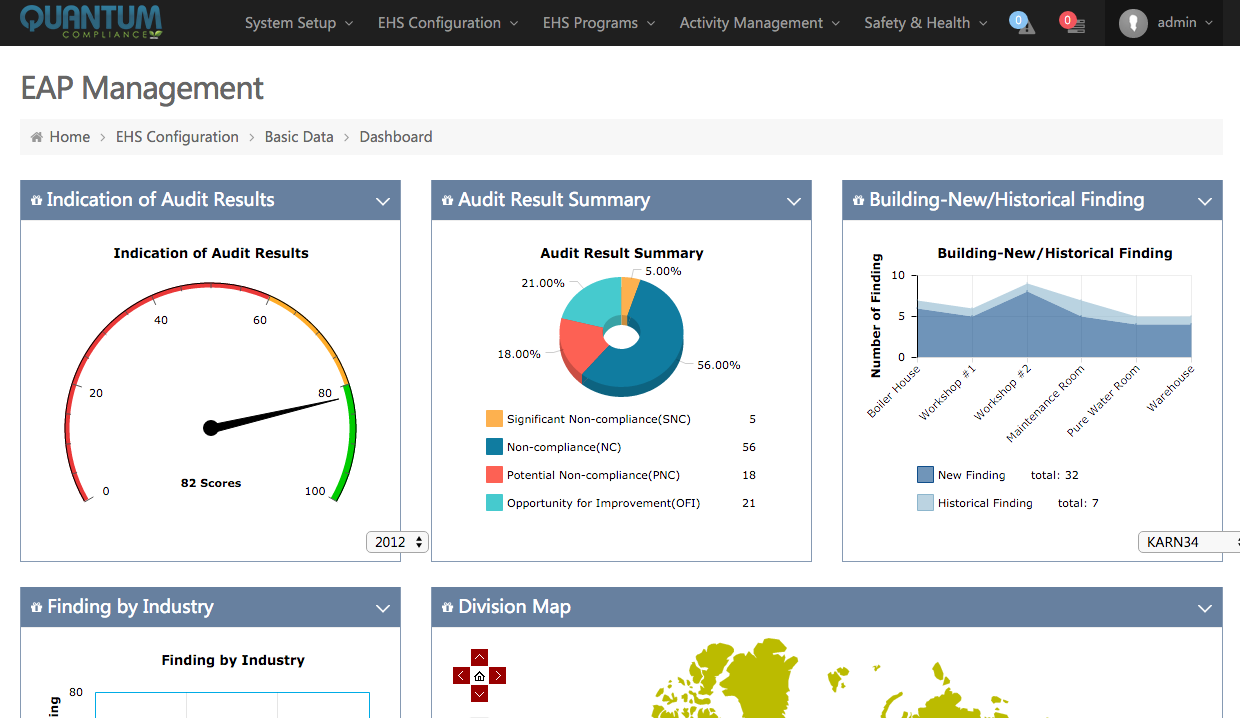 QUANTUM
COMPLIANCE
System Setup EHS Configuration EHS Programs Activity Management Safety & Health 0 0 admin
EAP Management
Home > EHS Configuration > Basic Data > Dashboard
Indication of Audit Results
Indication of Audit Results
40 60
20 80
0 100
82 Scores
2012
Audit Result Summary
Audit Result Summary
5.00%
21.00%
18.00%
56.00%
Significant Non-compliance(SNC) 5
Non-compliance(NC) 56
Potential Non-compliance(PNC) 18
Opportunity for Improvement(OFI) 21
Building-New/Historical Finding
Building-New/Historical Finding
Number of Finding
10
5
0
Boiler House
Workshop #1
Workshop #2
Maintenance Room
Pure Water Room
Warehouse
New Finding total: 32
Historical Finding total: 7
KARN34
Finding by Industry
Finding by Industry
80
ing
Division Map